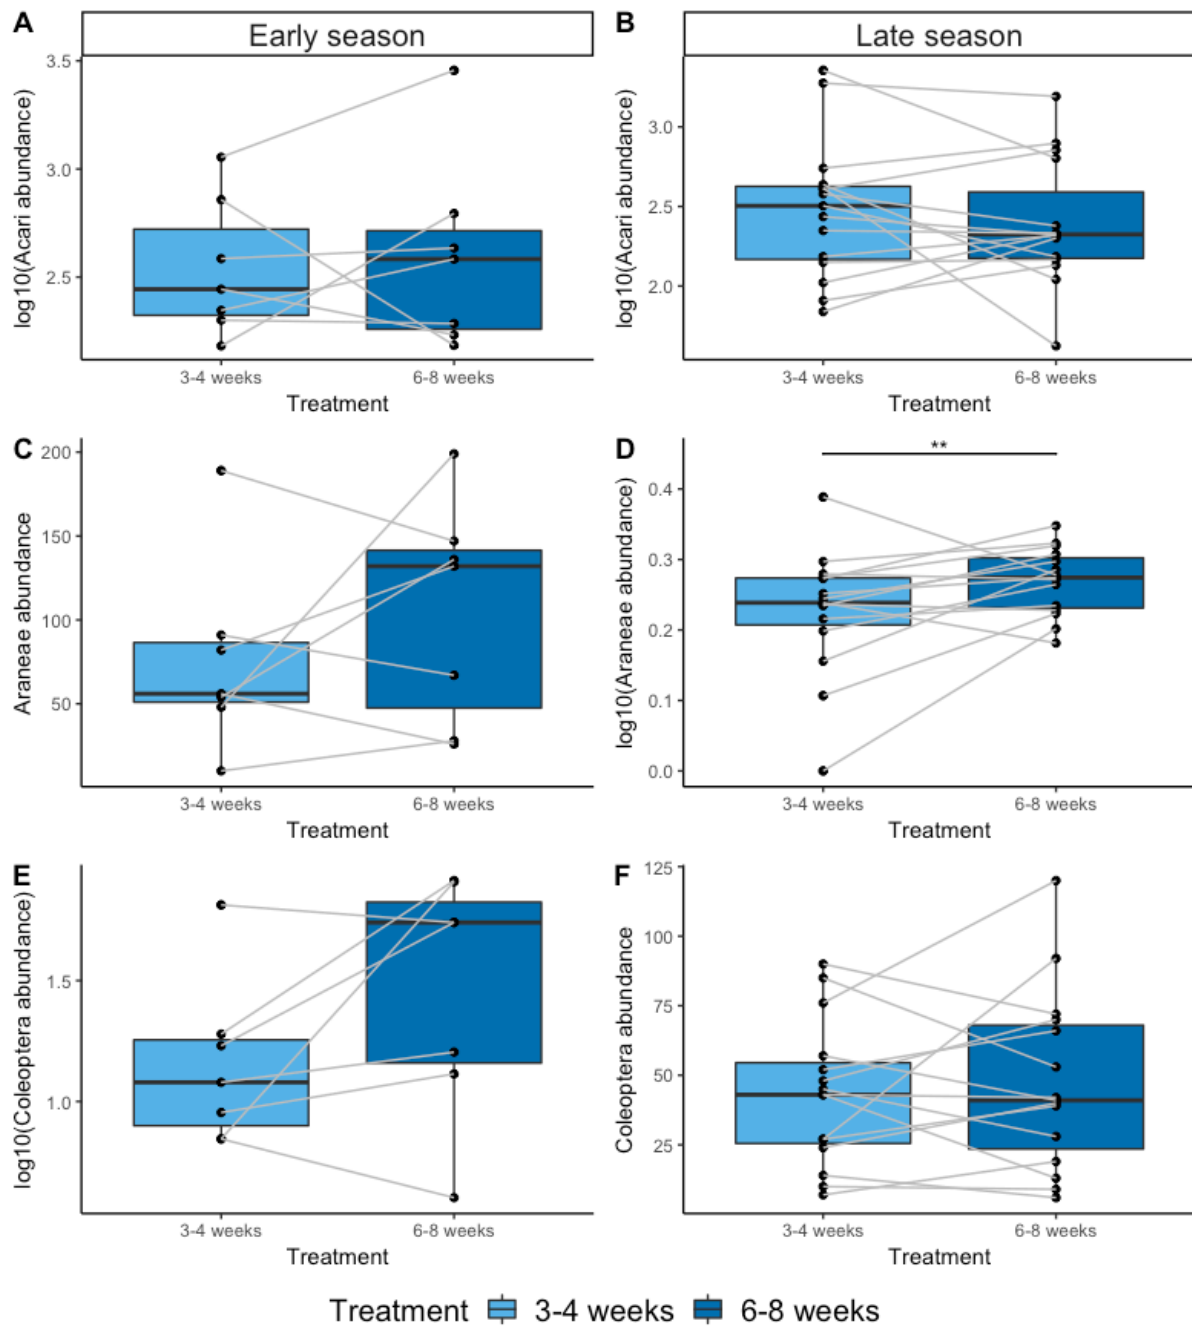 A
Early season
log10(Acari abundance)
3.5
3.0
2.5
3-4 weeks
6-8 weeks
Treatment
B
Late season
log10(Acari abundance)
3.0
2.5
2.0
3-4 weeks
6-8 weeks
Treatment
C
Araneae abundance
200
150
100
50
3-4 weeks
6-8 weeks
Treatment
D
log10(Araneae abundance)
**
0.4
0.3
0.2
0.1
0.0
3-4 weeks
6-8 weeks
Treatment
E
log10(Coleoptera abundance)
1.5
1.0
3-4 weeks
6-8 weeks
Treatment
F
Coleoptera abundance
125
100
75
50
25
3-4 weeks
6-8 weeks
Treatment
Treatment 3-4 weeks 6-8 weeks